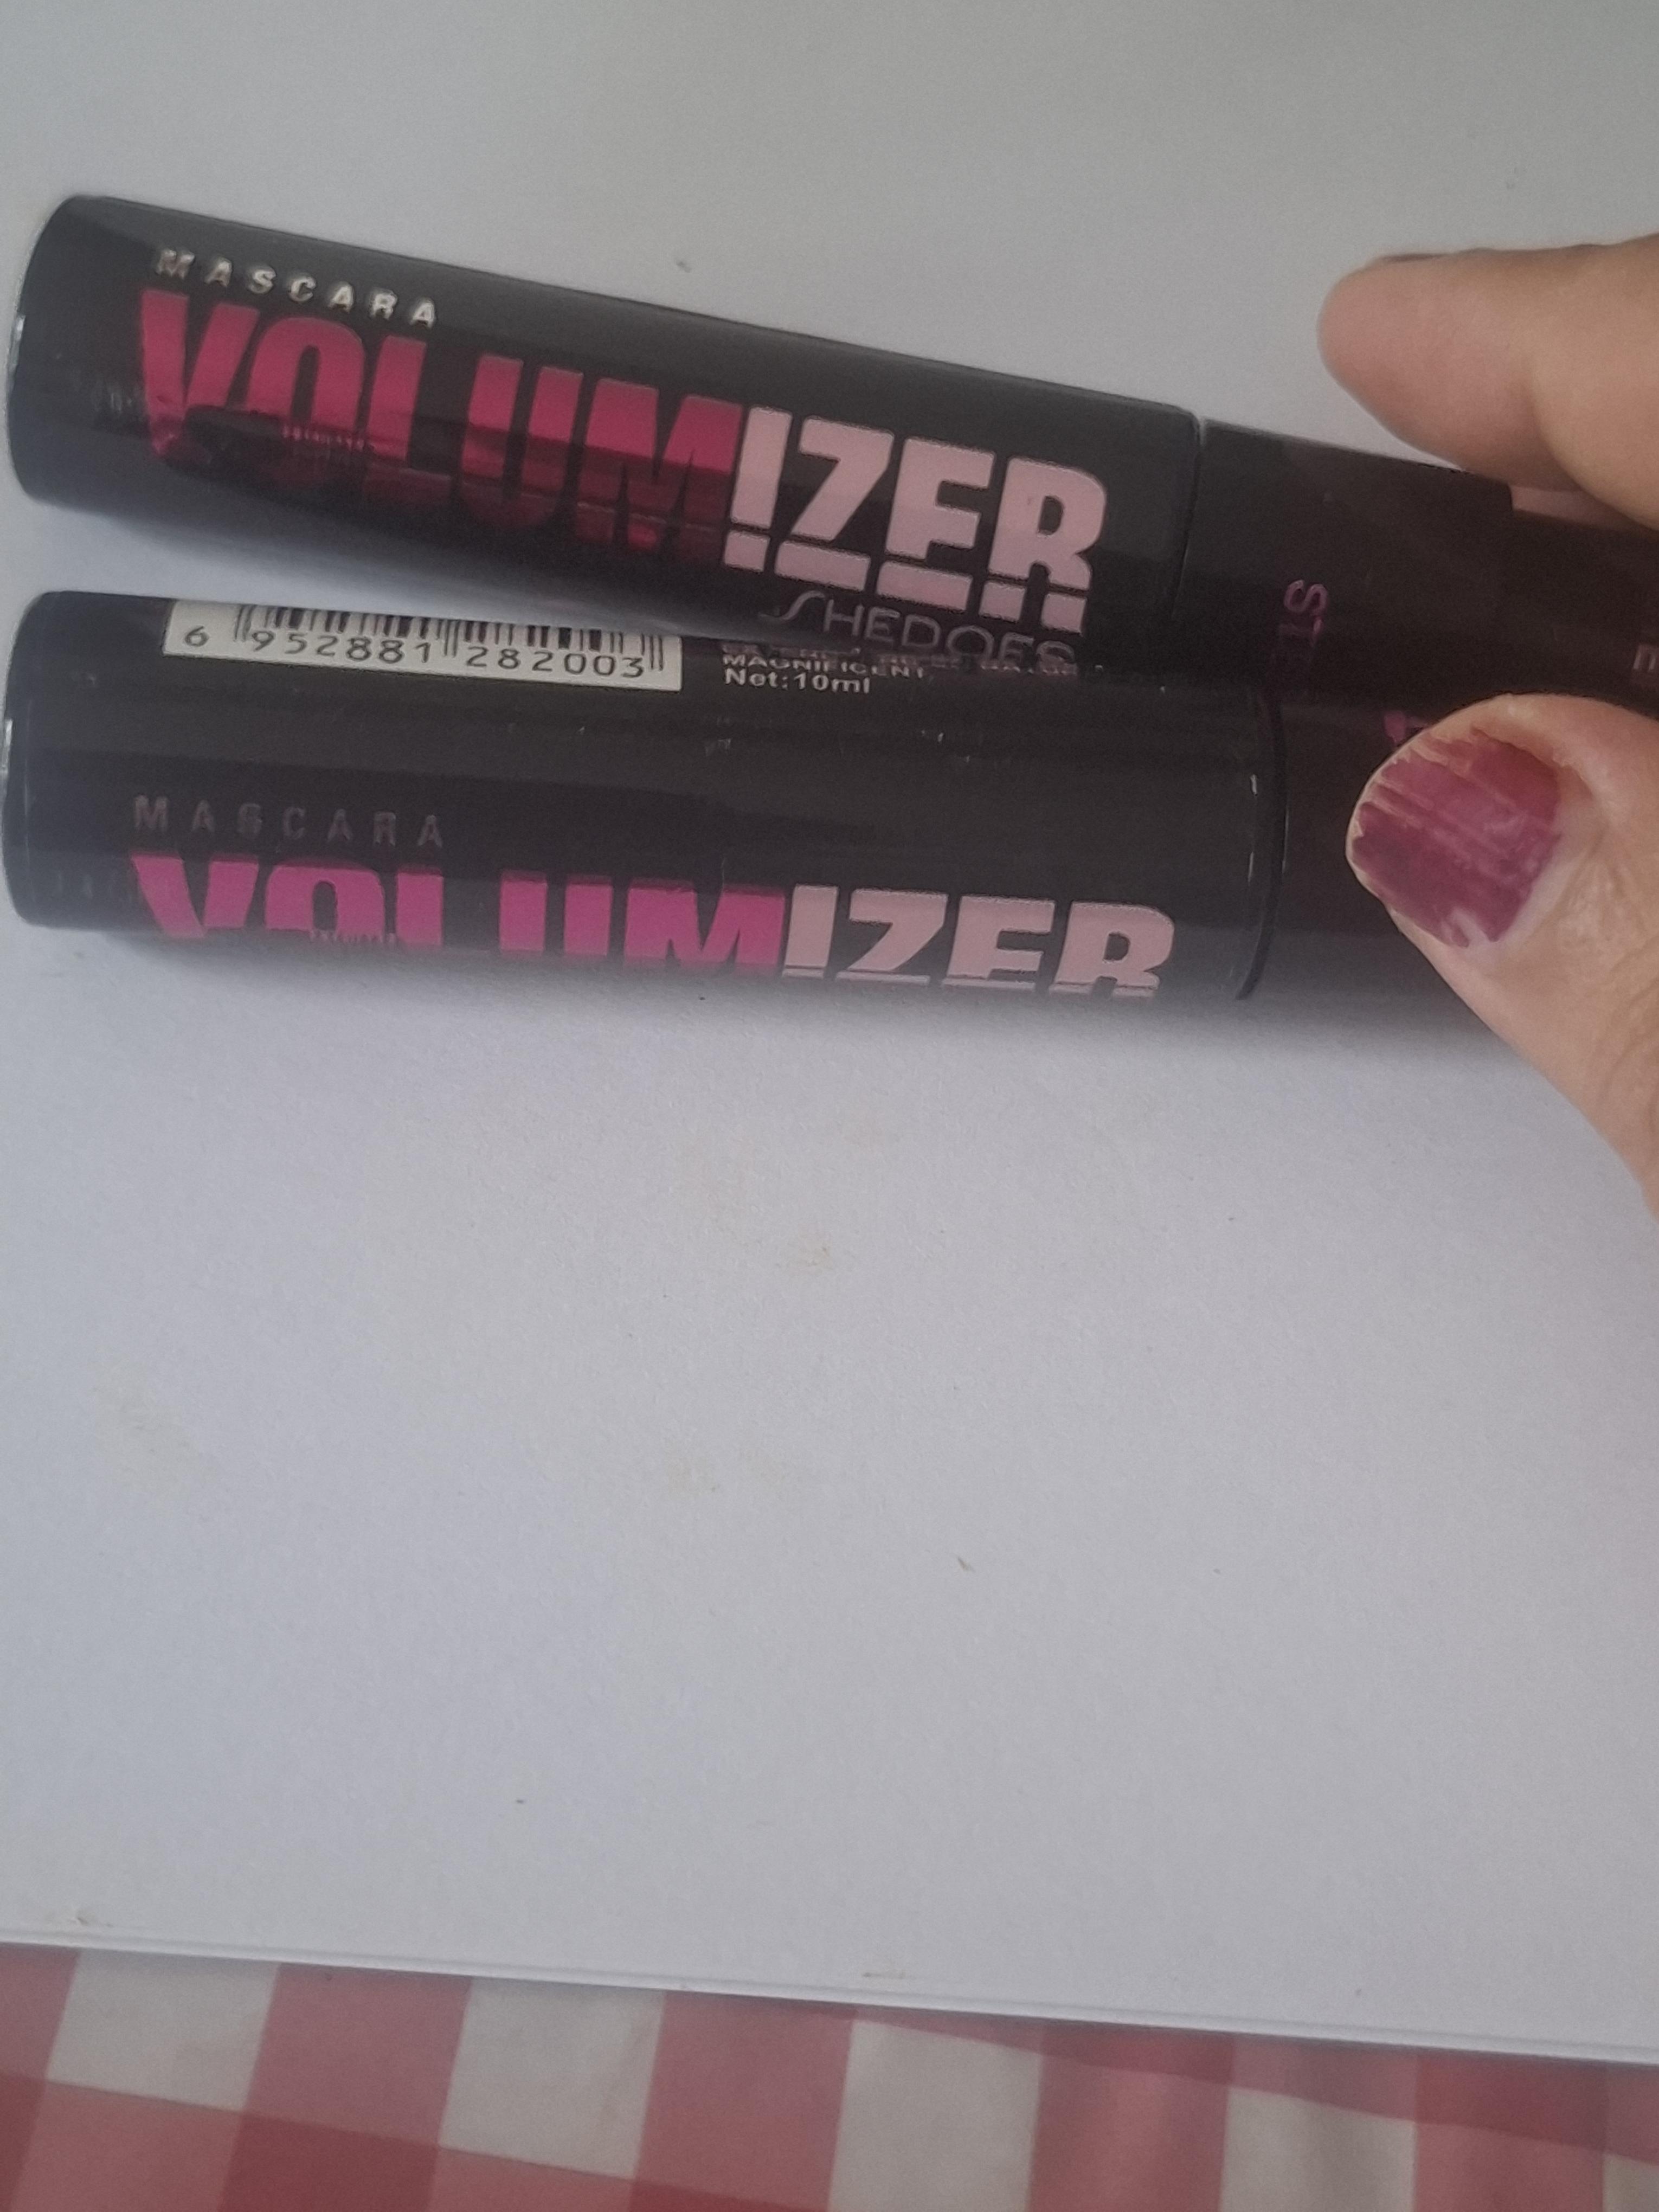 MASCARA
VOLUMIZER
SHEDOES
6 952881 282003
MAGNIFICENT
Net:10ml
MASCARA
VOLUMIZER